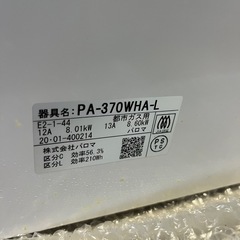 器具名: PA-370WHA-L
E2-1-44 都市ガス用
12A 8.01kW 13A 8.60kW
20-01-400214 パロマ
株式会社パロマ
区分C 効率56.3%
区分L 効率210Wh
PS
TG